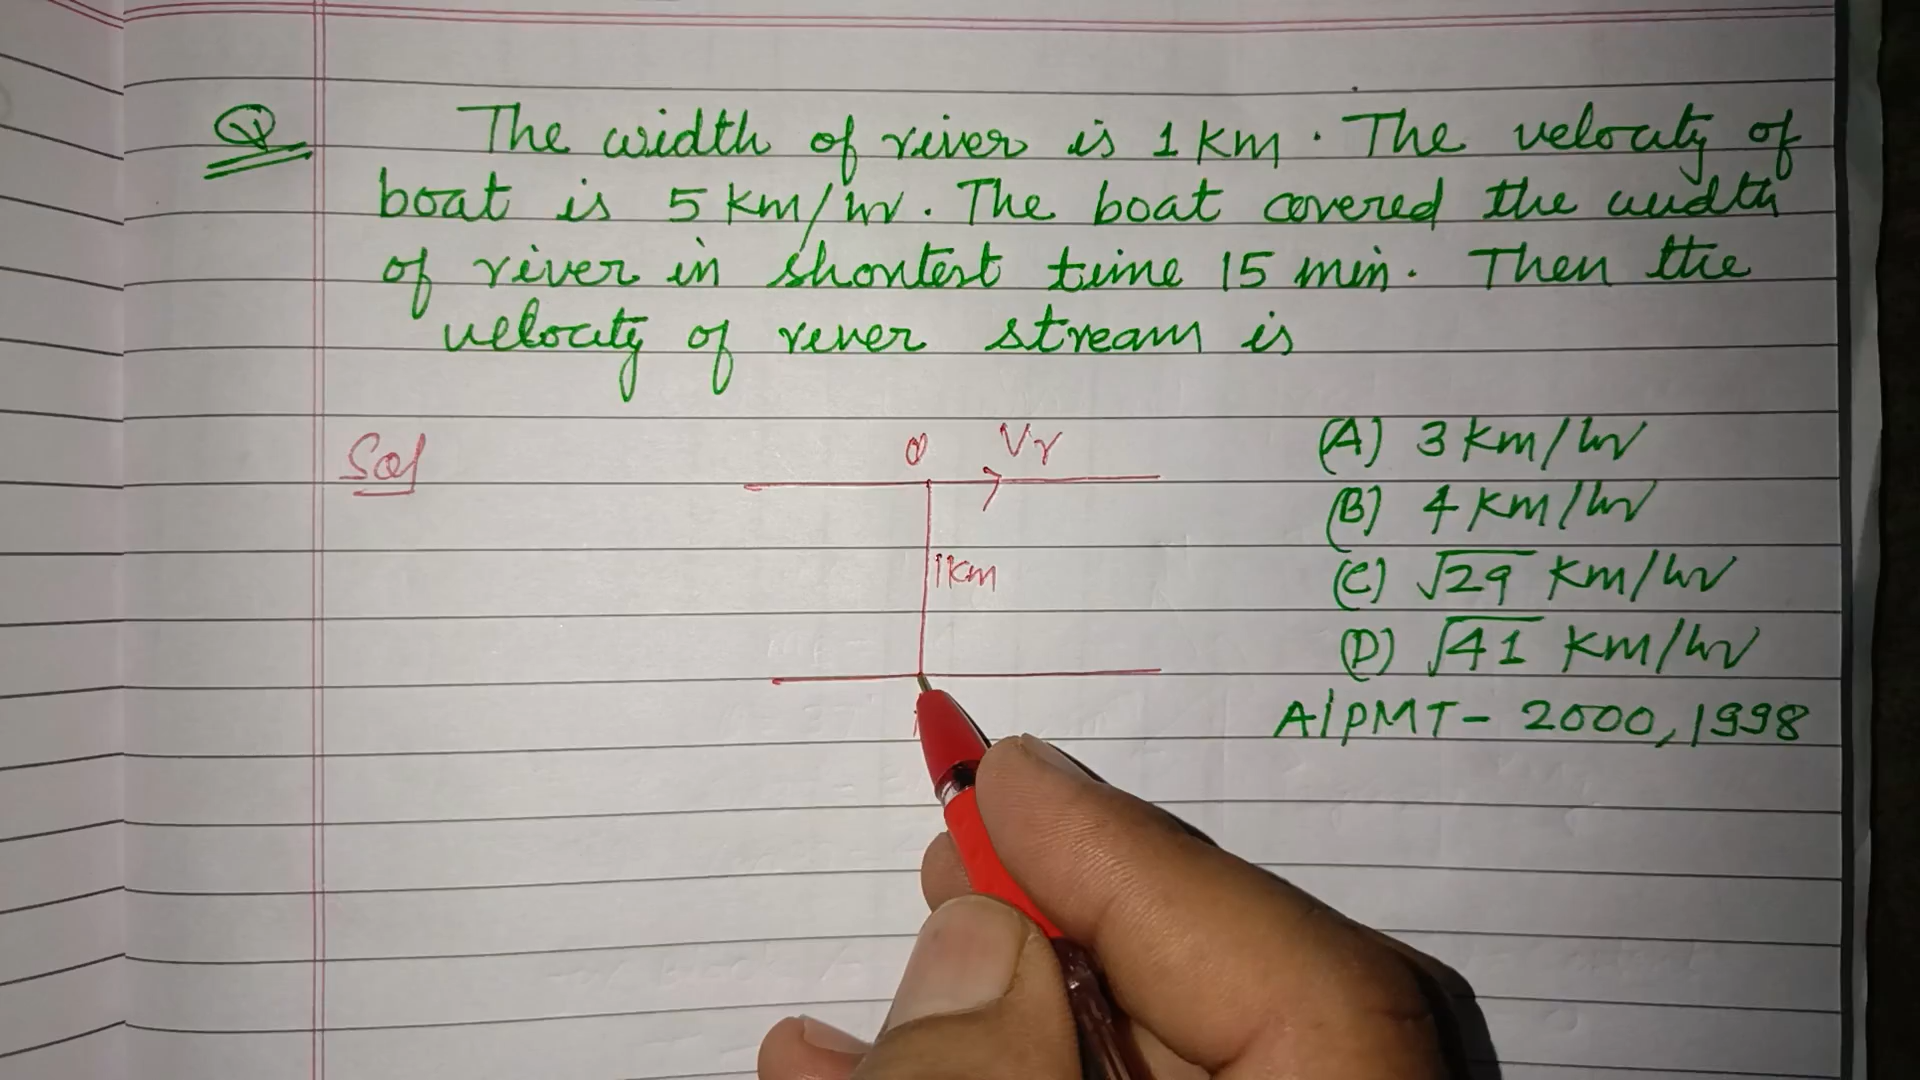 Q The width of river is 1 km. The velocity of
boat is 5 km/hr. The boat covered the width
of river in shortest time 15 min. Then the
velocity of river stream is
Sol
Vr
1km
(A) 3 km/hr
(B) 4 km/hr
(C) √29 km/hr
(D) √41 km/hr
AIPMT - 2000, 1998